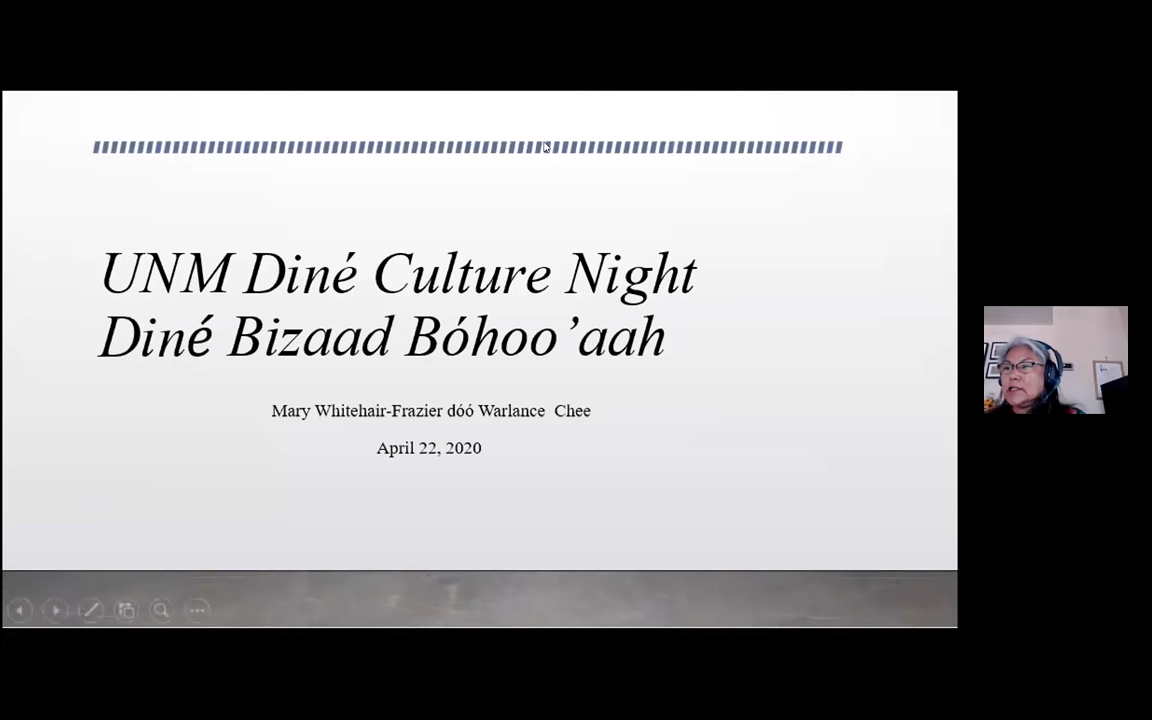 UNM Diné Culture Night
Diné Bizaad Bóhoo’aah
Mary Whitehair-Frazier dóó Warlance Chee
April 22, 2020